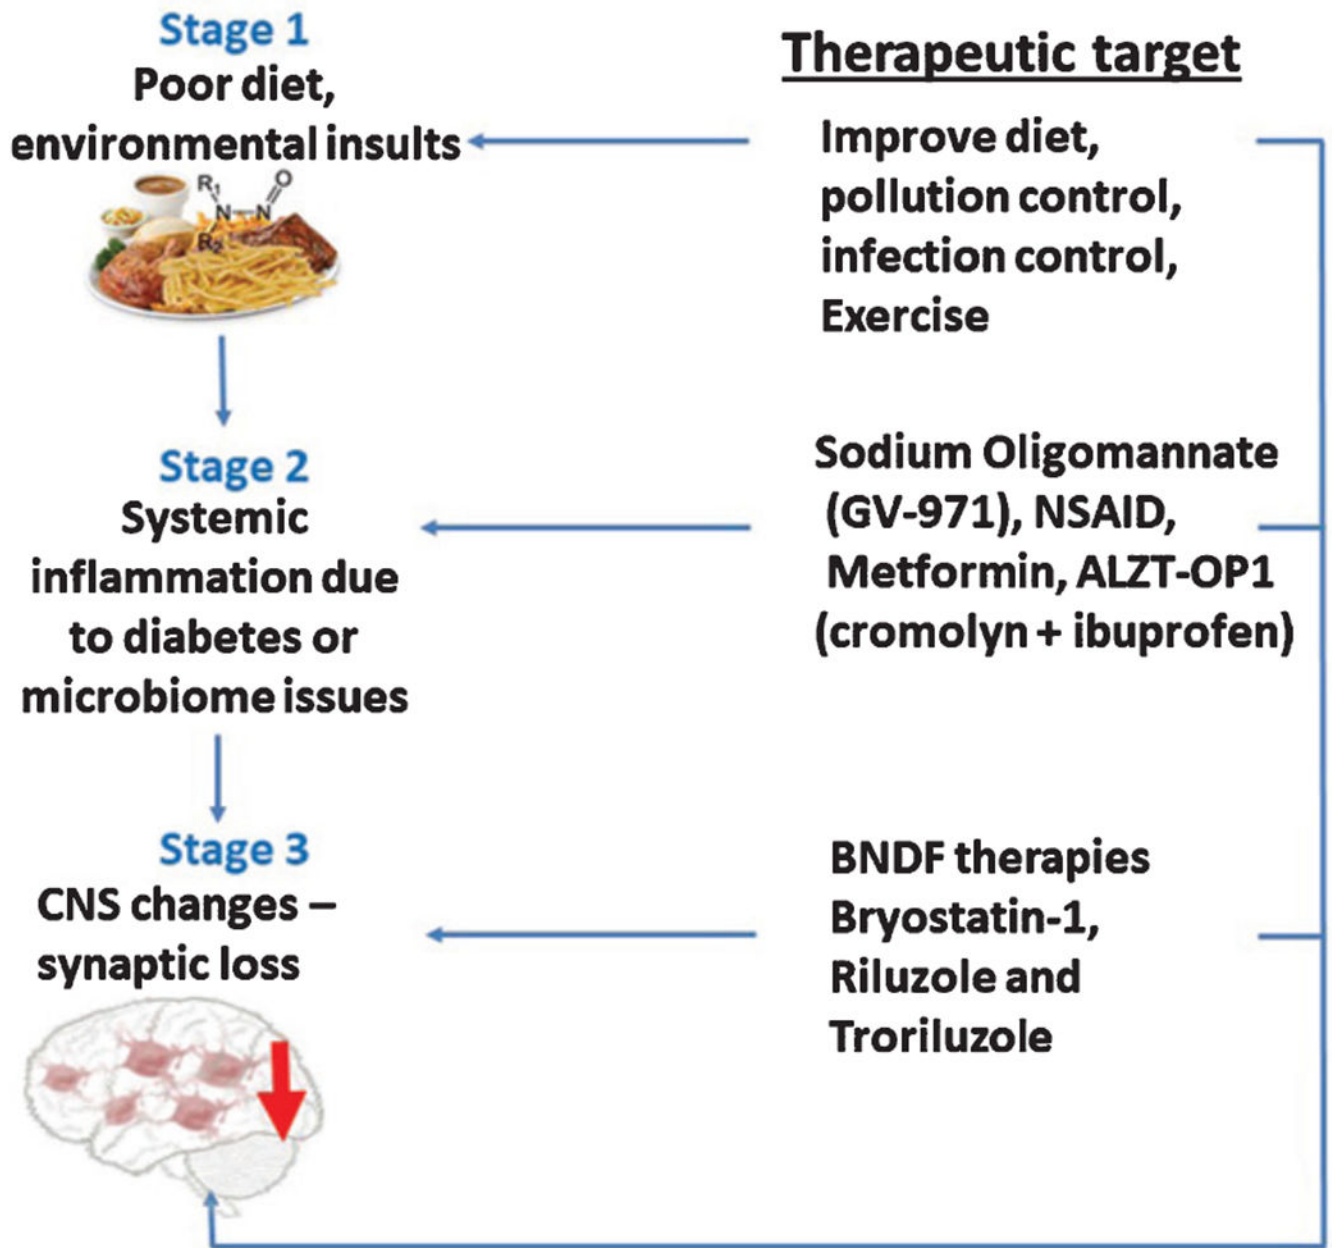 Stage 1
Poor diet,
environmental insults
R₁
O
N–N
R₂
Stage 2
Systemic
inflammation due
to diabetes or
microbiome issues
Stage 3
CNS changes –
synaptic loss
Therapeutic target
Improve diet,
pollution control,
infection control,
Exercise
Sodium Oligomannate
(GV-971), NSAID,
Metformin, ALZT-OP1
(cromolyn + ibuprofen)
BNDF therapies
Bryostatin-1,
Riluzole and
Troriluzole